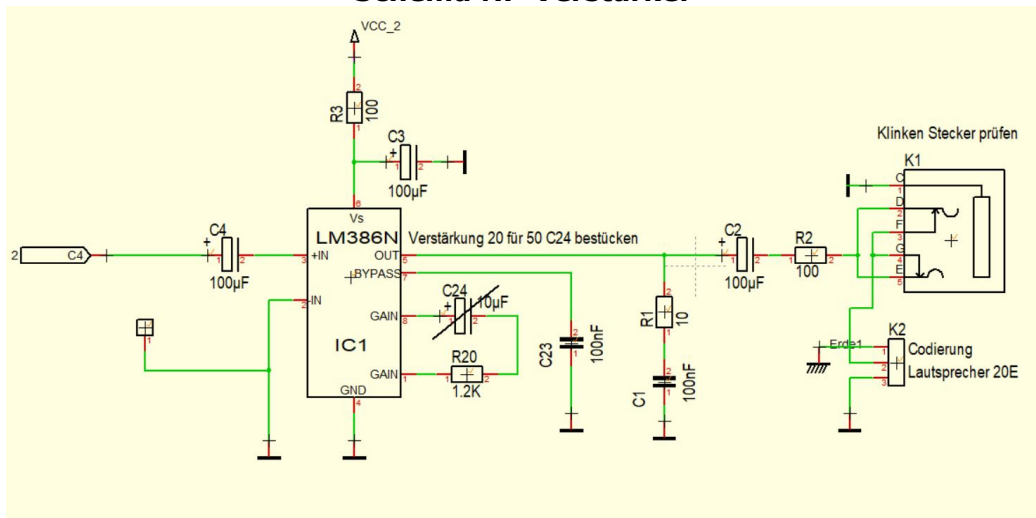 VCC_2
R3
100
C3
100µF
Klinken Stecker prüfen
K1
C
D
F
G
E
C4
C4
100µF
Vs
LM386N
+IN
-IN
OUT
BYPASS
GAIN
GAIN
GND
IC1
Verstärkung 20 für 50 C24 bestücken
C24
10µF
R20
1.2K
C23
100nF
R1
10
C1
100nF
C2
100µF
R2
100
Erde1
K2
Codierung
Lautsprecher 20E